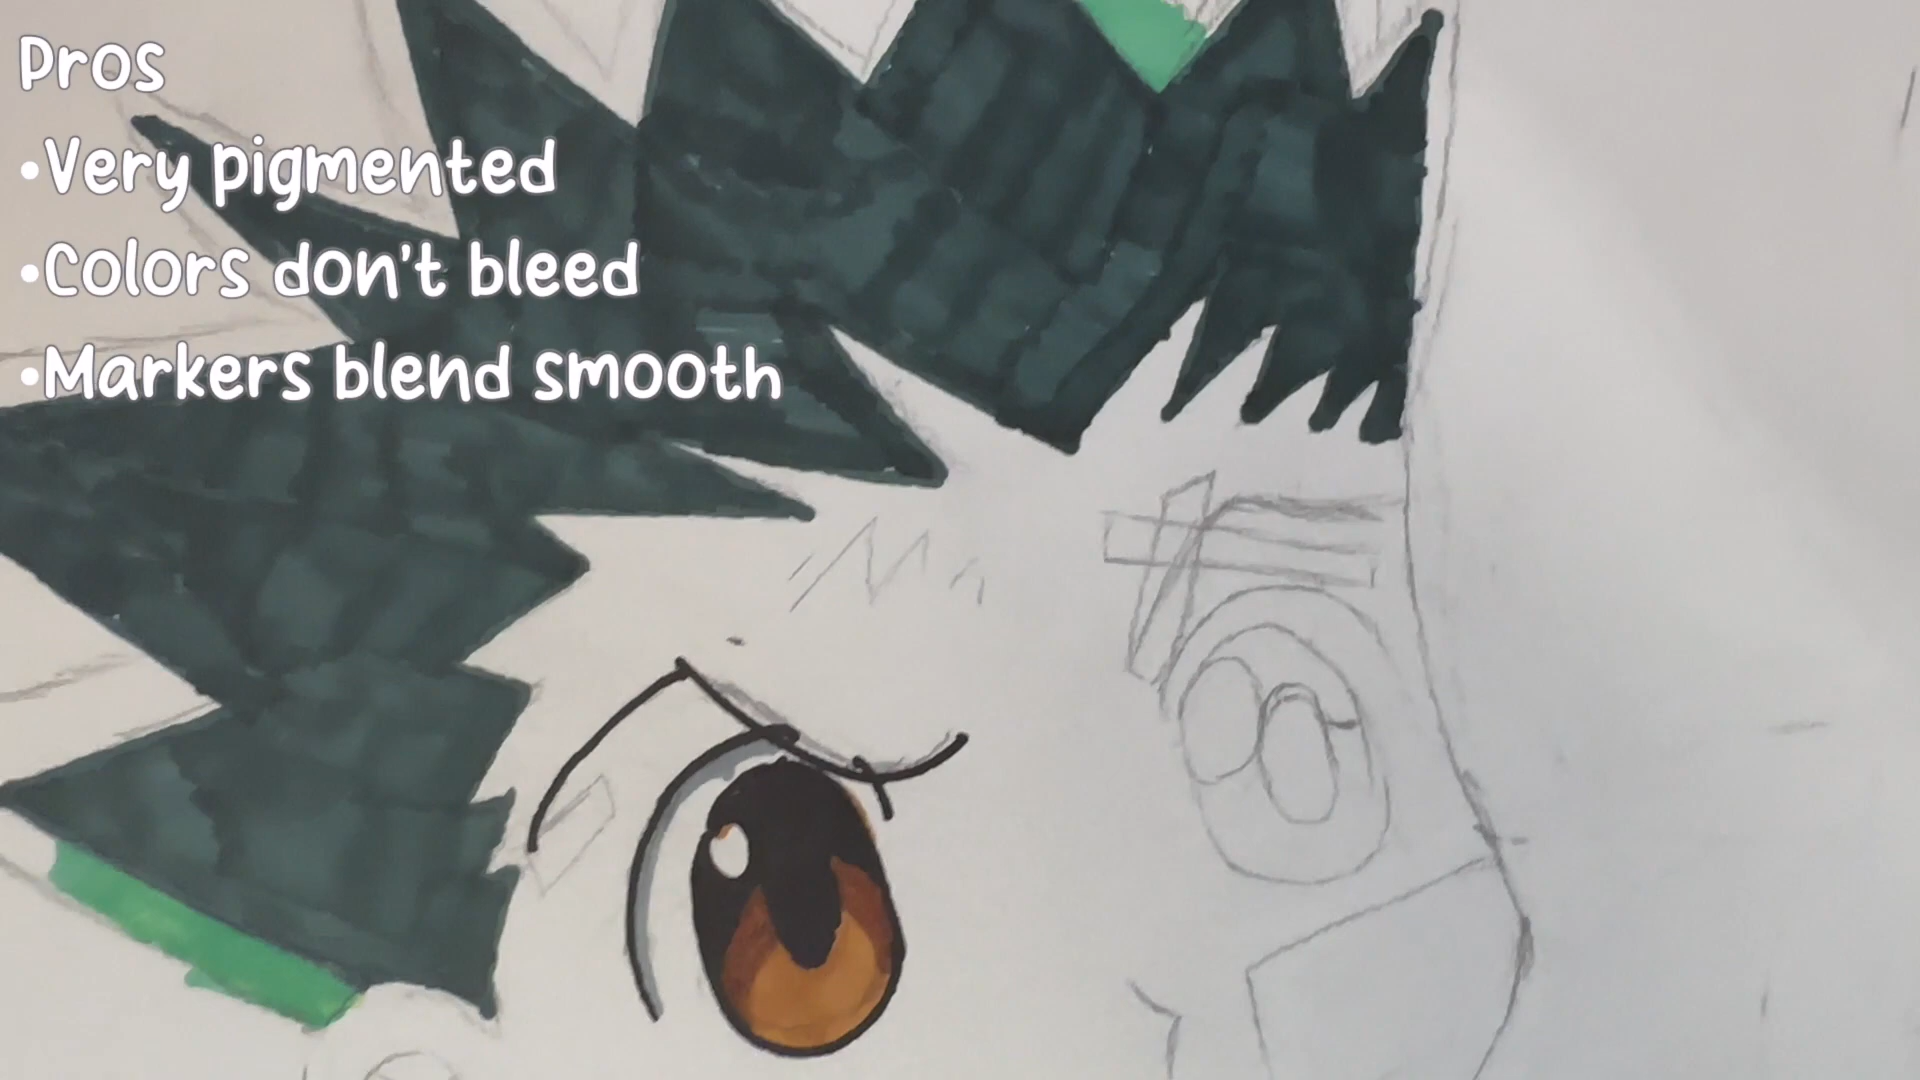 Pros
•Very pigmented
•Colors don't bleed
•Markers blend smooth